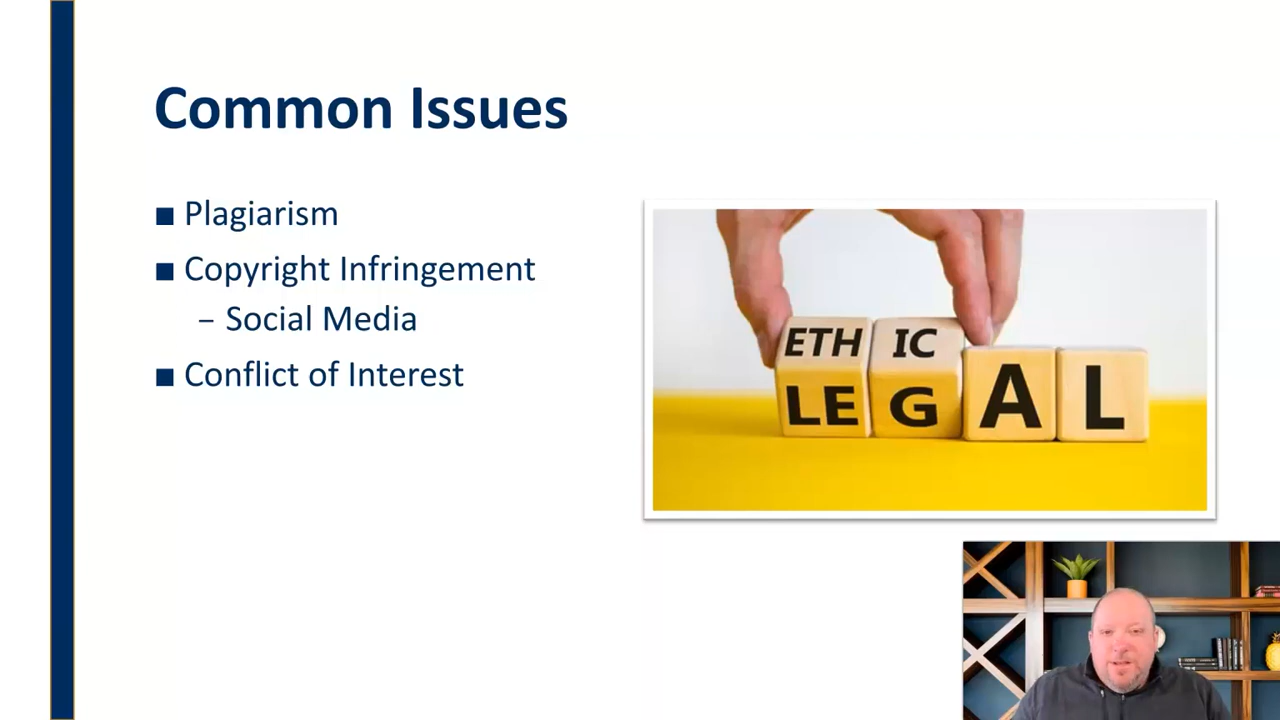 Common Issues
■ Plagiarism
■ Copyright Infringement
– Social Media
■ Conflict of Interest
ETH IC
LE G A L